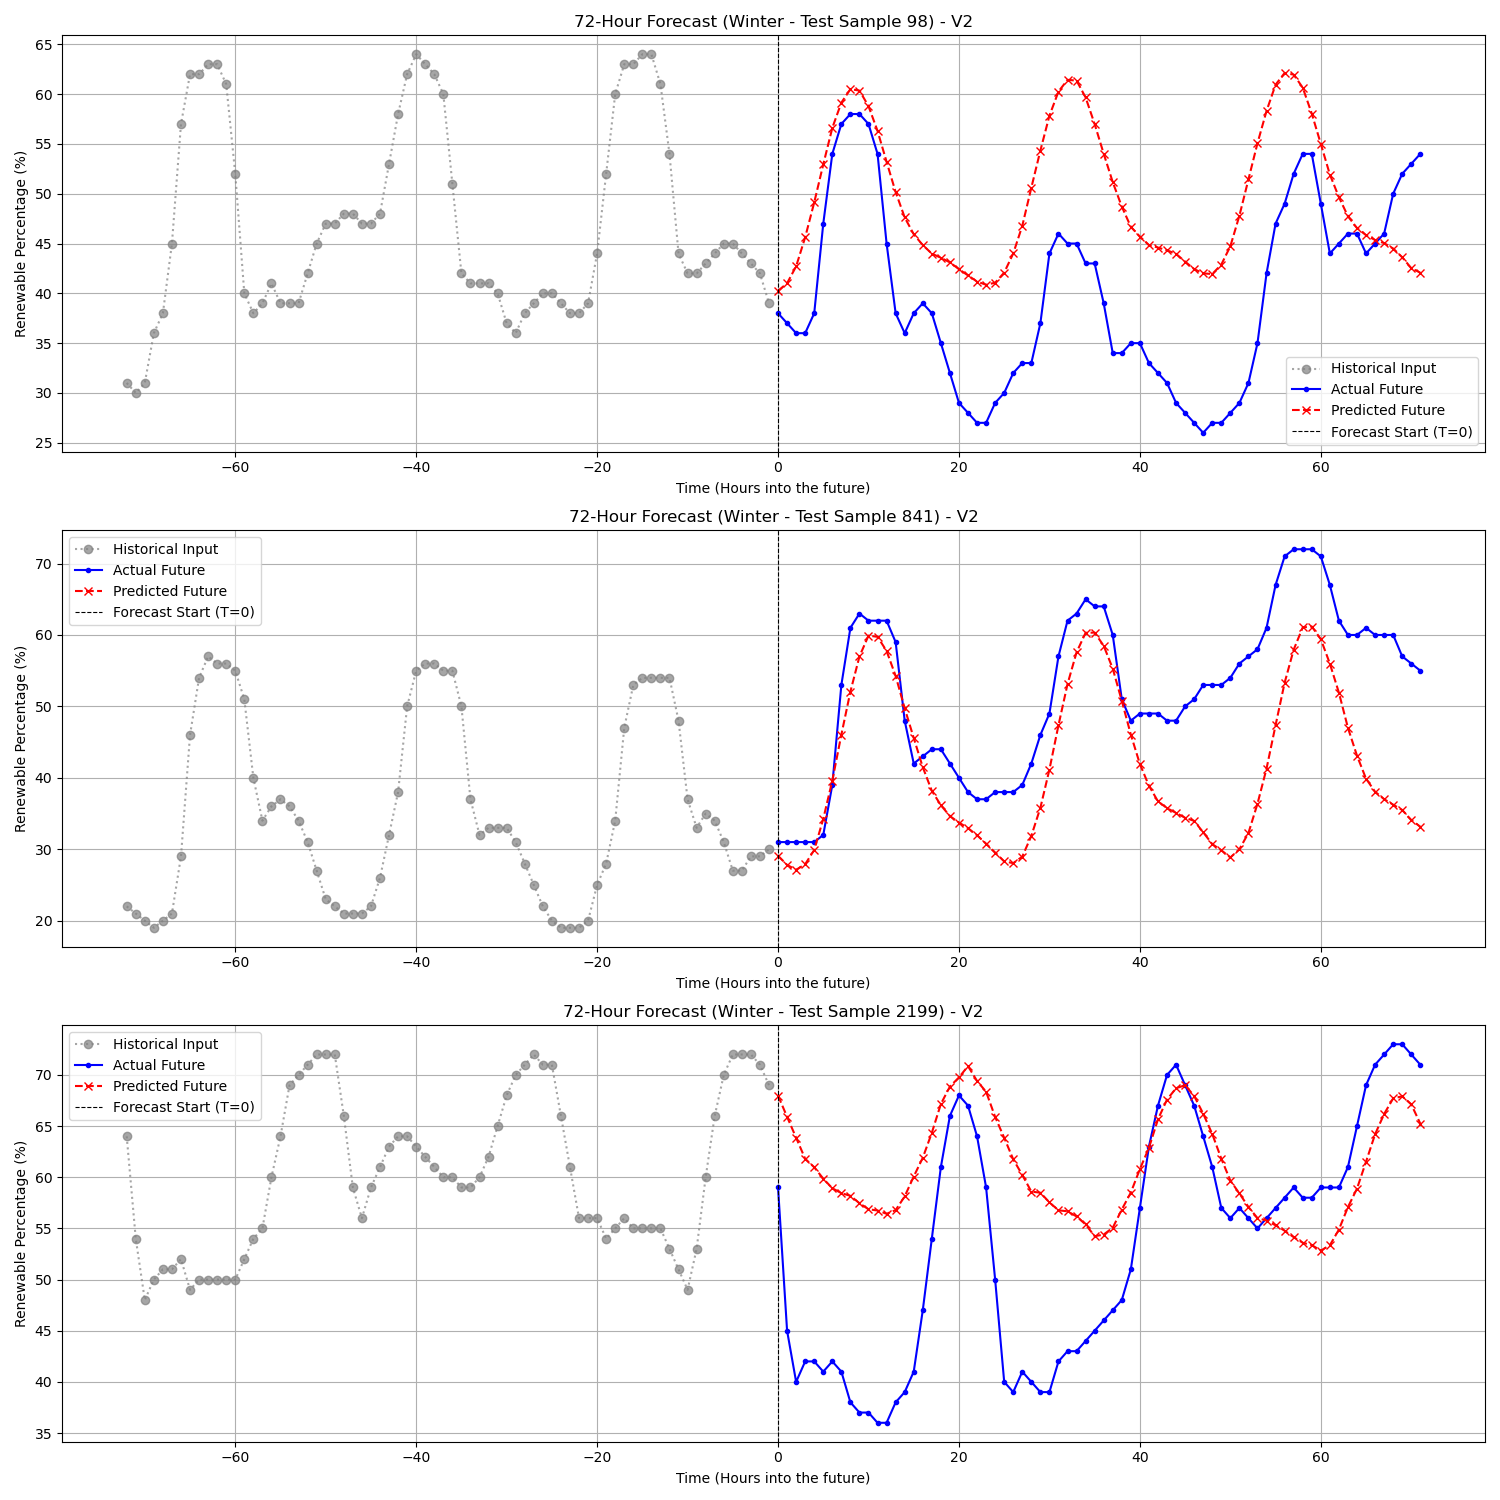 72-Hour Forecast (Winter - Test Sample 98) - V2
65
60
55
50
45
40
35
30
25
Renewable Percentage (%)
Historical Input
Actual Future
Predicted Future
Forecast Start (T=0)
−60 −40 −20 0 20 40 60
Time (Hours into the future)
72-Hour Forecast (Winter - Test Sample 841) - V2
Historical Input
Actual Future
Predicted Future
Forecast Start (T=0)
70
60
50
40
30
20
Renewable Percentage (%)
−60 −40 −20 0 20 40 60
Time (Hours into the future)
72-Hour Forecast (Winter - Test Sample 2199) - V2
Historical Input
Actual Future
Predicted Future
Forecast Start (T=0)
70
65
60
55
50
45
40
35
Renewable Percentage (%)
−60 −40 −20 0 20 40 60
Time (Hours into the future)